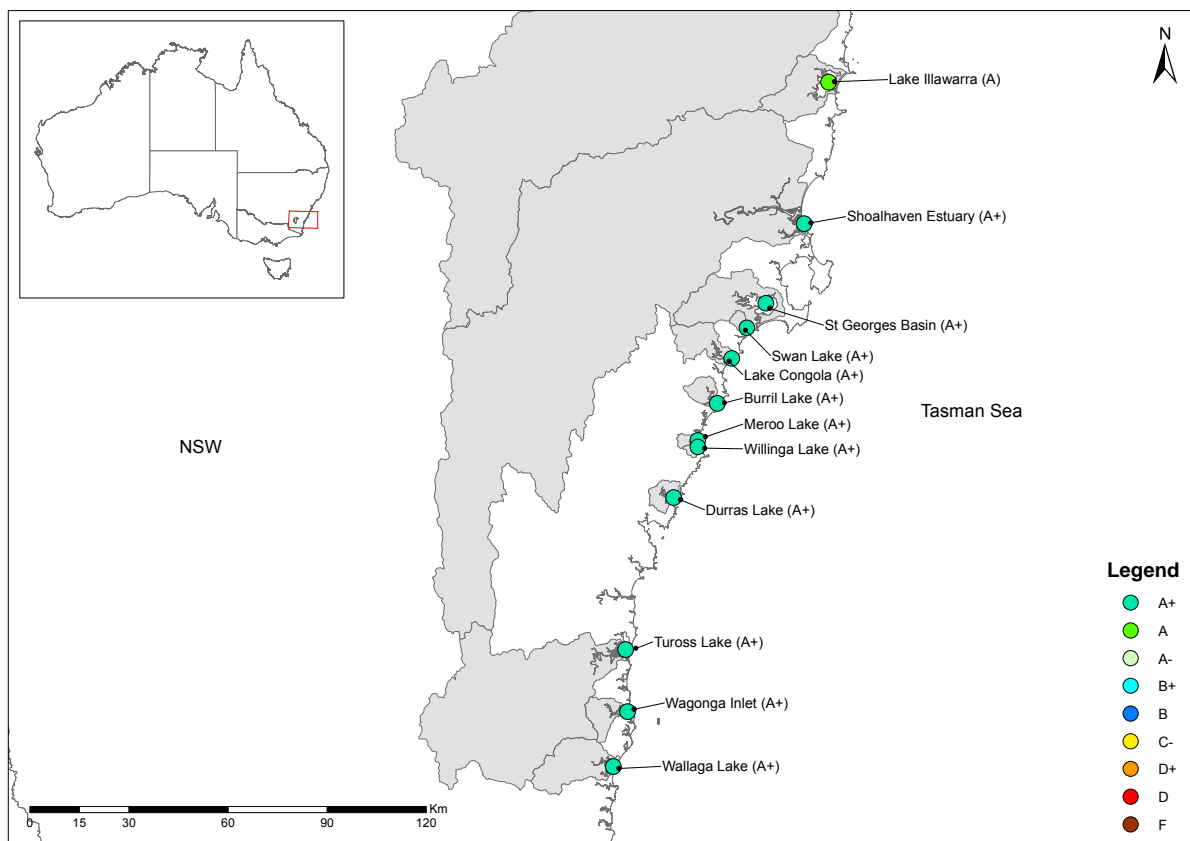 N
Lake Illawarra (A)
Shoalhaven Estuary (A+)
St Georges Basin (A+)
Swan Lake (A+)
Lake Congola (A+)
Burril Lake (A+)
Tasman Sea
Meroo Lake (A+)
NSW
Willinga Lake (A+)
Durras Lake (A+)
Legend
A+
A
A-
B+
B
C-
D+
D
F
Tuross Lake (A+)
Wagonga Inlet (A+)
Wallaga Lake (A+)
Km
0 15 30 60 90 120